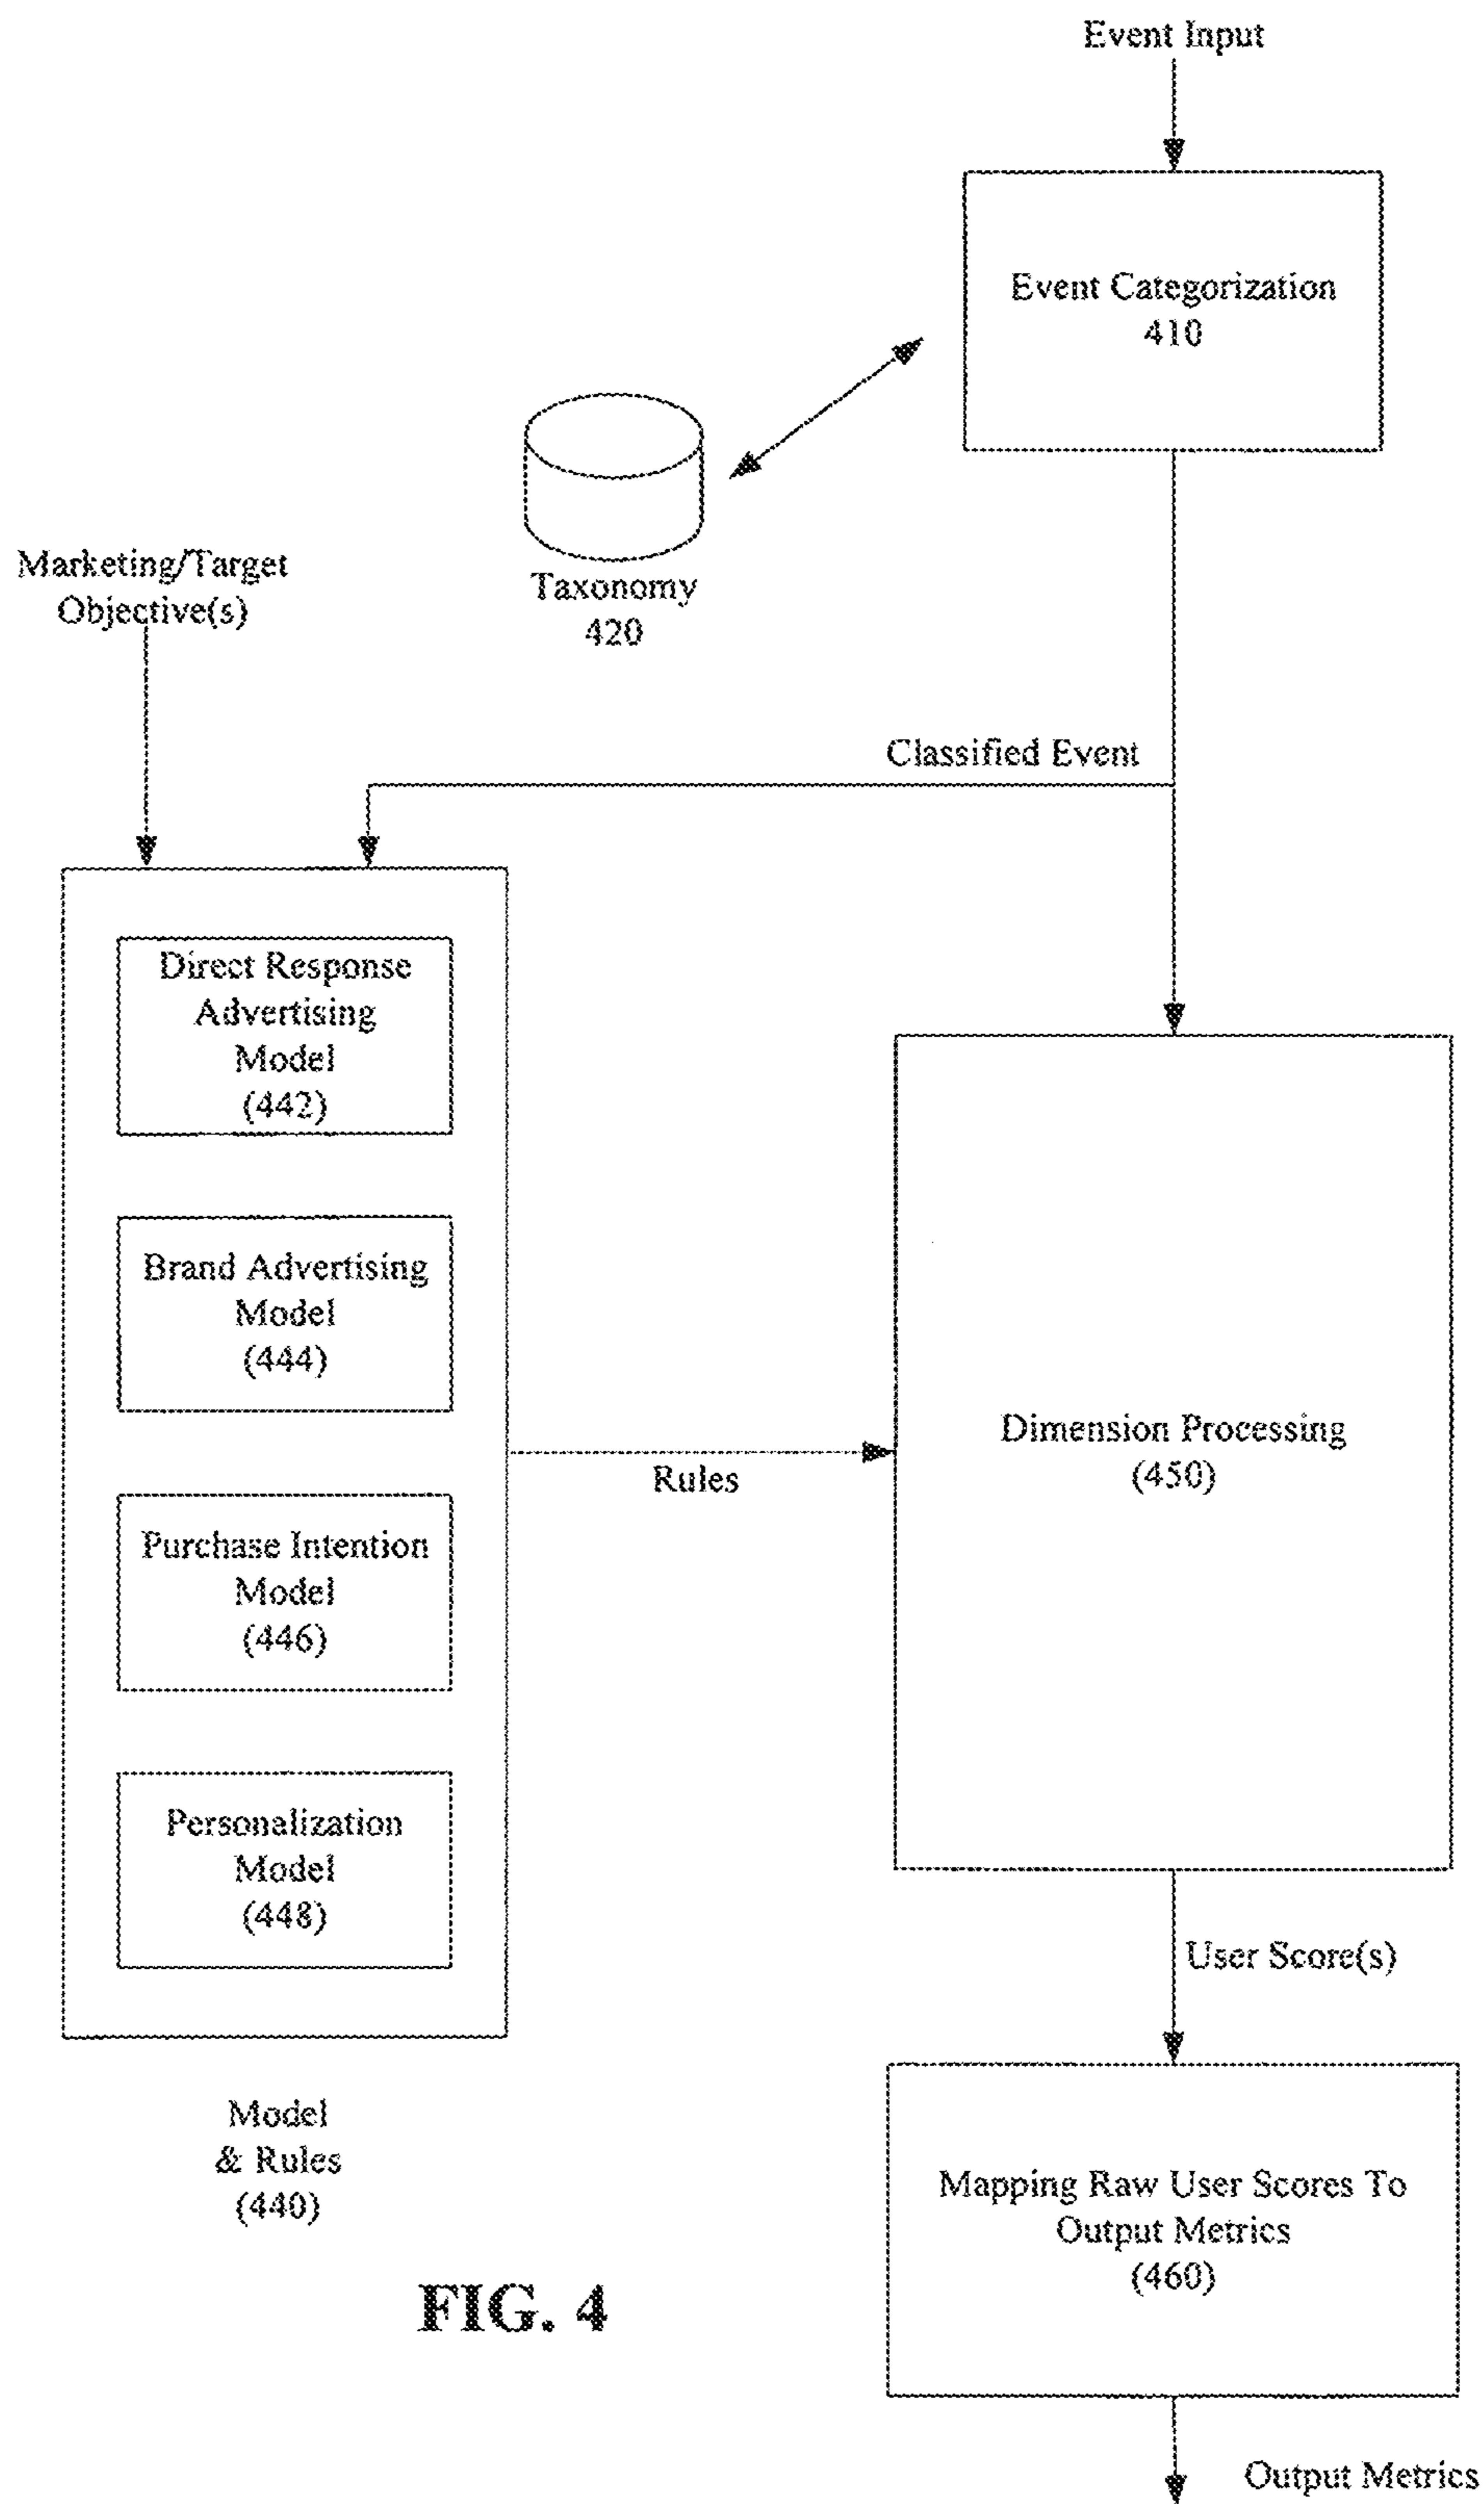 Event Input
Event Categorization
410
Taxonomy
420
Marketing/Target
Objective(s)
Classified Event
Direct Response
Advertising
Model
(442)
Brand Advertising
Model
(444)
Purchase Intention
Model
(446)
Personalization
Model
(448)
Rules
Dimension Processing
(450)
User Score(s)
Model
& Rules
(440)
Mapping Raw User Scores To
Output Metrics
(460)
FIG. 4
Output Metrics